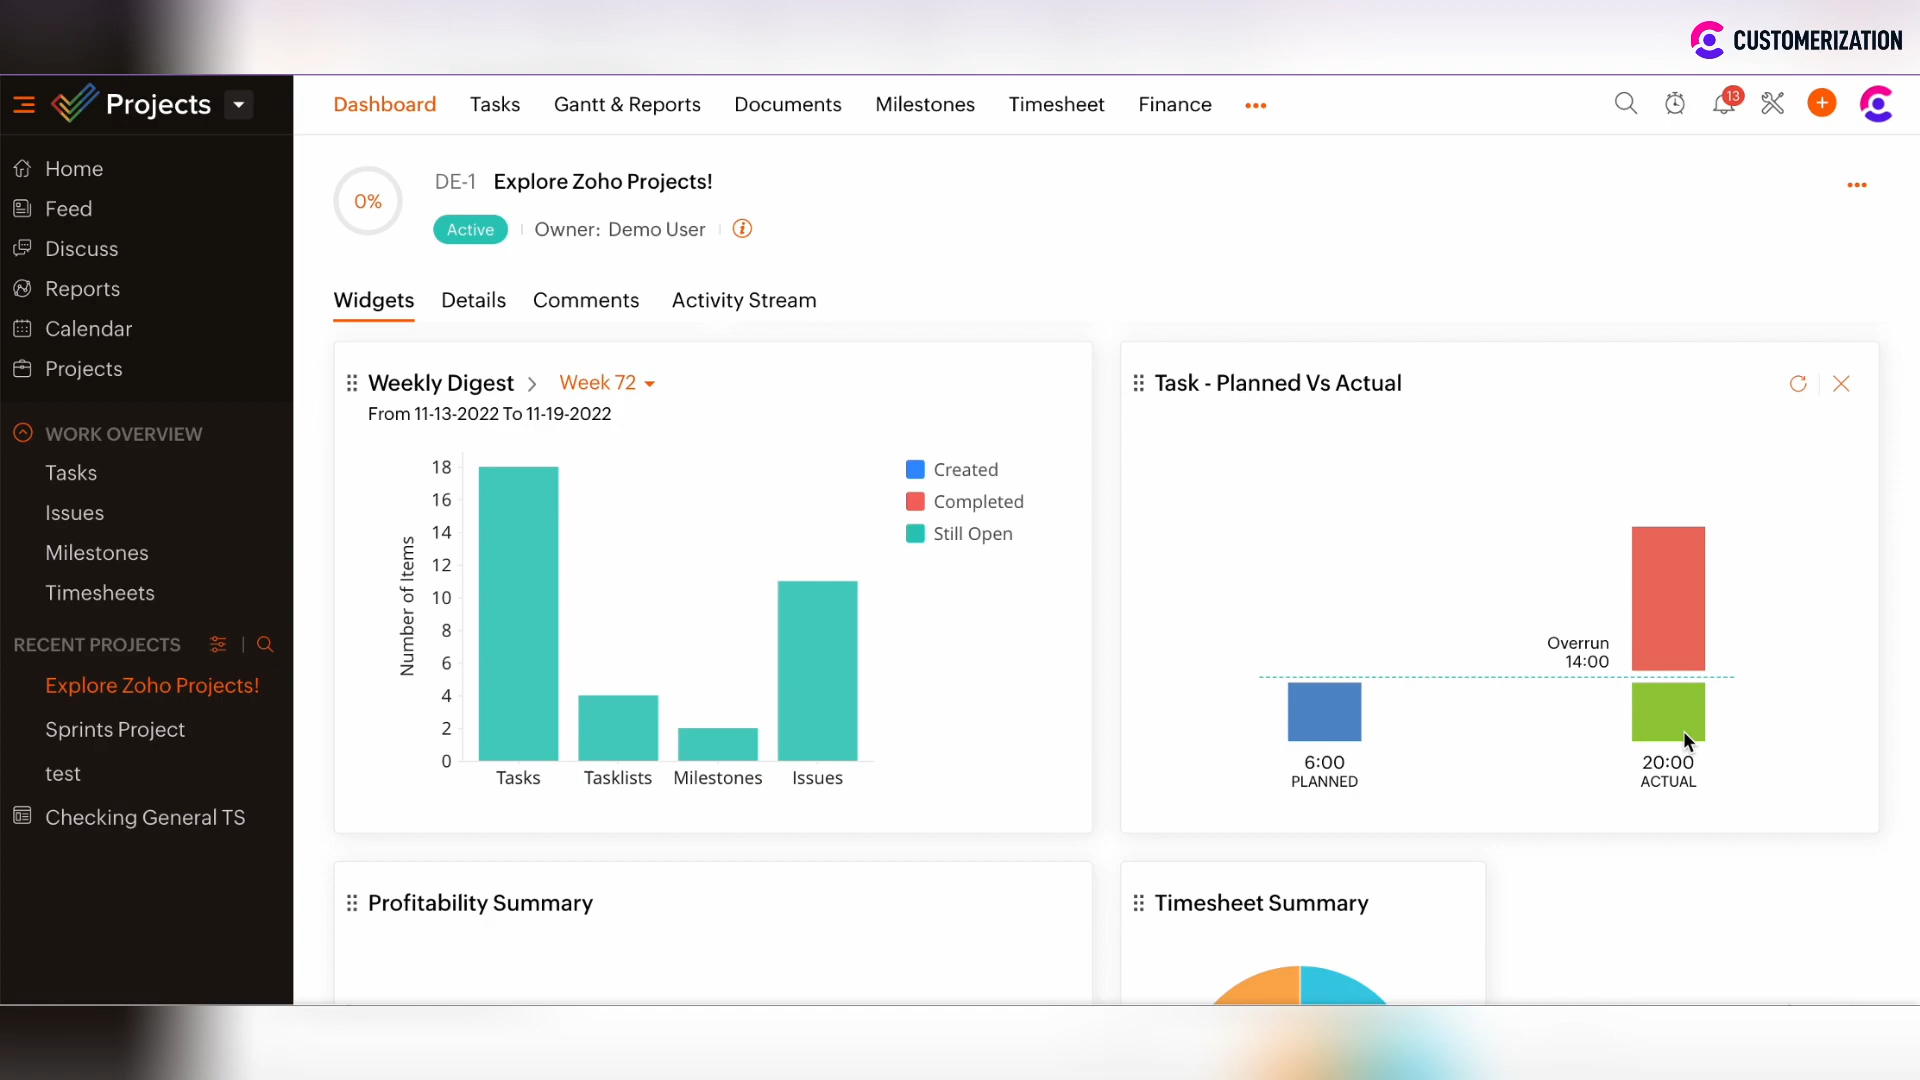 CUSTOMERIZATION
Projects
Dashboard Tasks Gantt & Reports Documents Milestones Timesheet Finance
13
Home
Feed
Discuss
Reports
Calendar
Projects
WORK OVERVIEW
Tasks
Issues
Milestones
Timesheets
RECENT PROJECTS
Explore Zoho Projects!
Sprints Project
test
Checking General TS
0%
DE-1 Explore Zoho Projects!
Active Owner: Demo User
Widgets Details Comments Activity Stream
Weekly Digest Week 72
From 11-13-2022 To 11-19-2022
Number of Items
18
16
14
12
10
8
6
4
2
0
Tasks Tasklists Milestones Issues
Created
Completed
Still Open
Task - Planned Vs Actual
Overrun
14:00
6:00
PLANNED
20:00
ACTUAL
Profitability Summary
Timesheet Summary